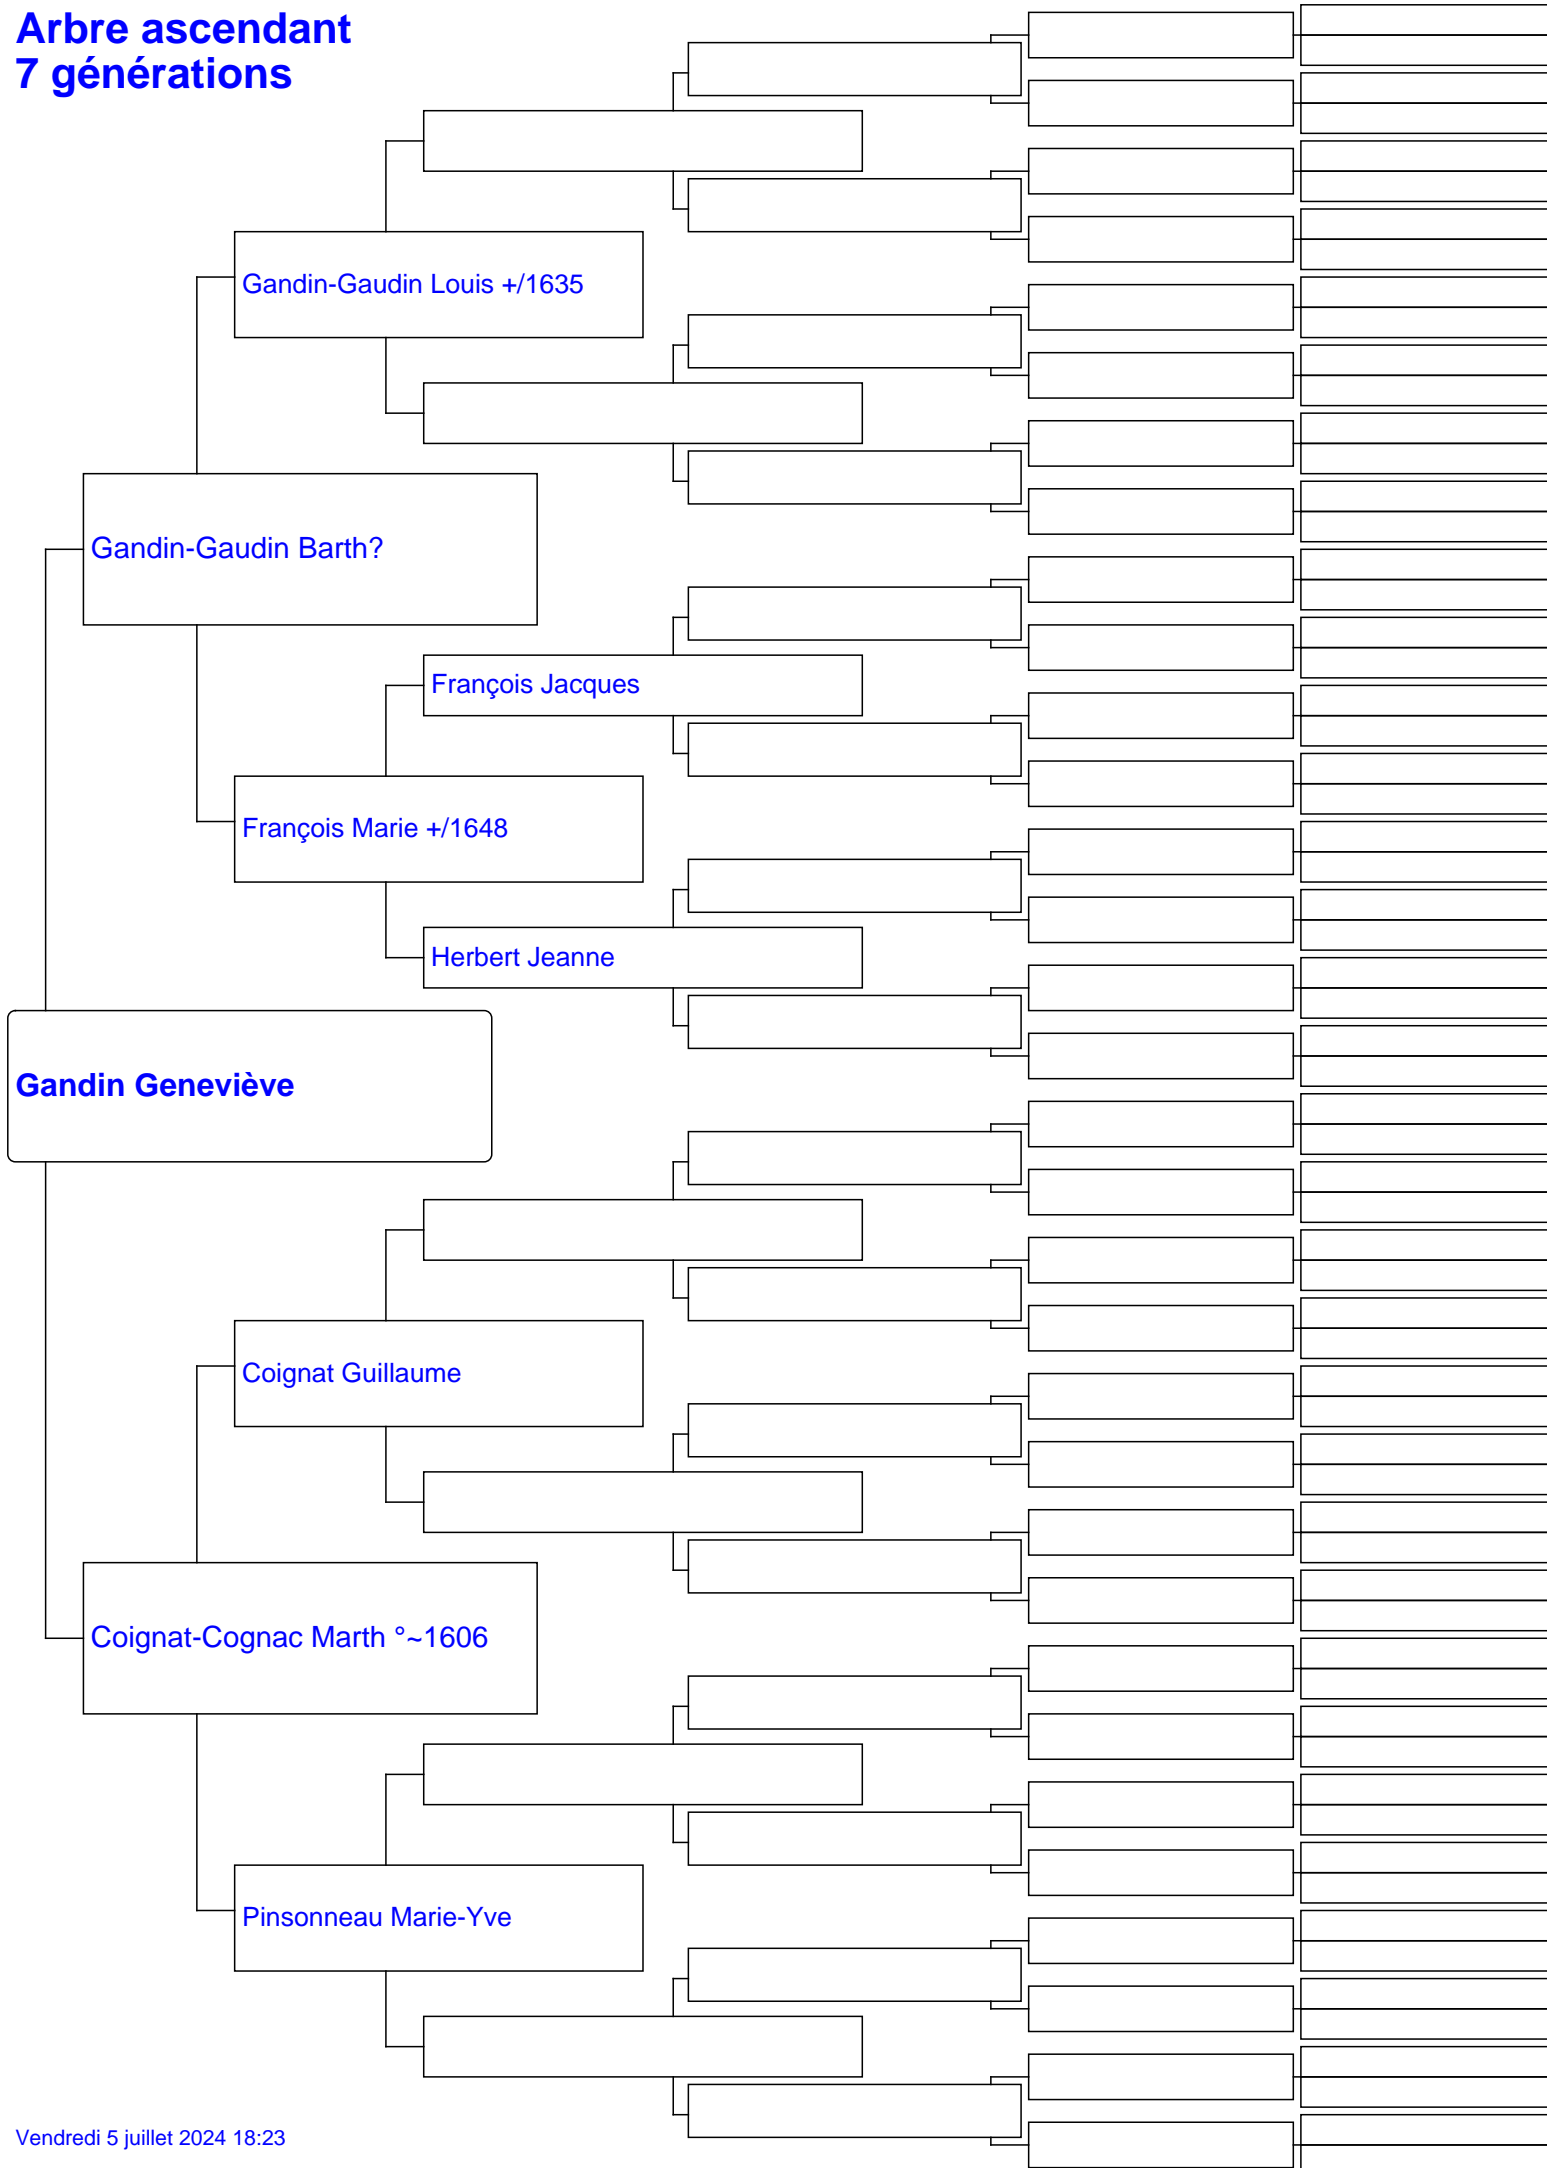 Arbre ascendant
7 générations
Gandin-Gaudin Louis +/1635
Gandin-Gaudin Barth?
François Jacques
François Marie +/1648
Herbert Jeanne
Gandin Geneviève
Coignat Guillaume
Coignat-Cognac Marth °~1606
Pinsonneau Marie-Yve
Vendredi 5 juillet 2024 18:23